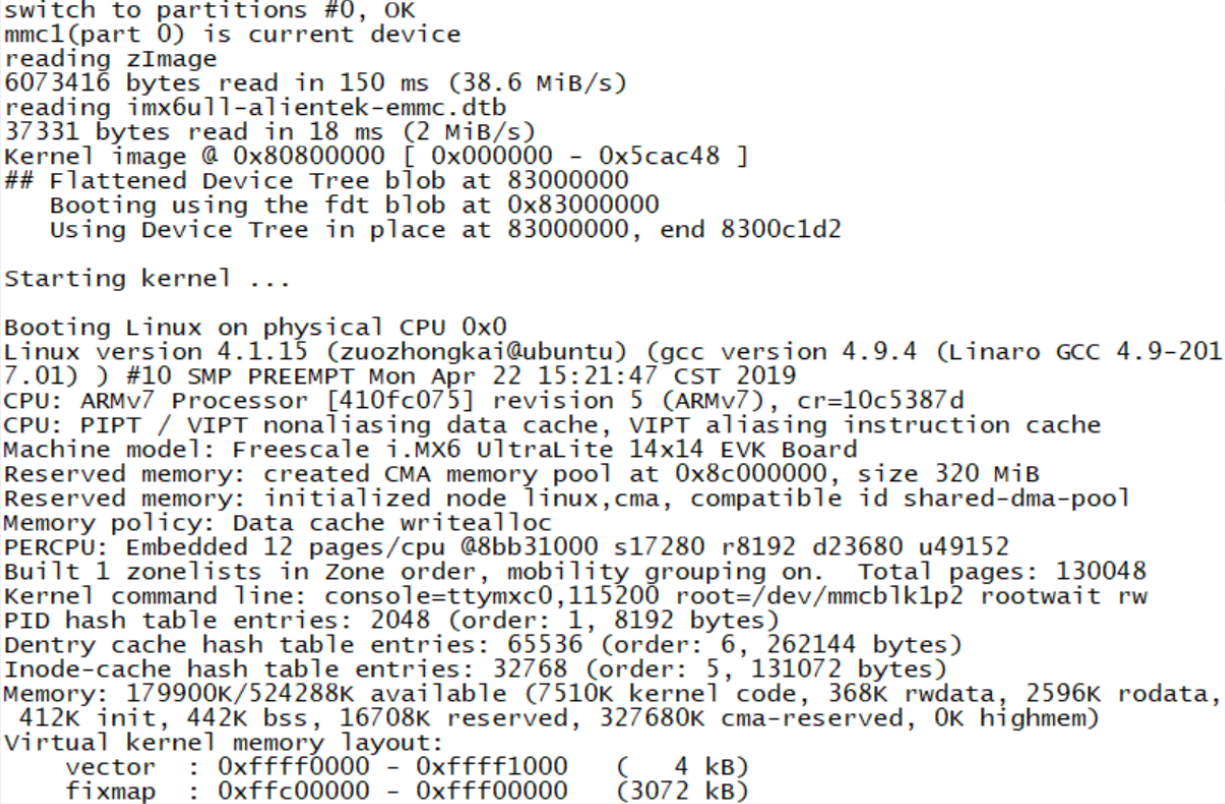 switch to partitions #0, OK
mmc1(part 0) is current device
reading zImage
6073416 bytes read in 150 ms (38.6 MiB/s)
reading imx6ull-alientek-emmc.dtb
37331 bytes read in 18 ms (2 MiB/s)
Kernel image @ 0x80800000 [ 0x000000 - 0x5cac48 ]
## Flattened Device Tree blob at 83000000
   Booting using the fdt blob at 0x83000000
   Using Device Tree in place at 83000000, end 8300c1d2

Starting kernel ...

Booting Linux on physical CPU 0x0
Linux version 4.1.15 (zuozhongkai@ubuntu) (gcc version 4.9.4 (Linaro GCC 4.9-201
7.01) ) #10 SMP PREEMPT Mon Apr 22 15:21:47 CST 2019
CPU: ARMv7 Processor [410fc075] revision 5 (ARMv7), cr=10c5387d
CPU: PIPT / VIPT nonaliasing data cache, VIPT aliasing instruction cache
Machine model: Freescale i.MX6 UltraLite 14x14 EVK Board
Reserved memory: created CMA memory pool at 0x8c000000, size 320 MiB
Reserved memory: initialized node linux,cma, compatible id shared-dma-pool
Memory policy: Data cache writealloc
PERCPU: Embedded 12 pages/cpu @8bb31000 s17280 r8192 d23680 u49152
Built 1 zonelists in Zone order, mobility grouping on.  Total pages: 130048
Kernel command line: console=ttymxc0,115200 root=/dev/mmcblk1p2 rootwait rw
PID hash table entries: 2048 (order: 1, 8192 bytes)
Dentry cache hash table entries: 65536 (order: 6, 262144 bytes)
Inode-cache hash table entries: 32768 (order: 5, 131072 bytes)
Memory: 179900K/524288K available (7510K kernel code, 368K rwdata, 2596K rodata,
 412K init, 442K bss, 16708K reserved, 327680K cma-reserved, 0K highmem)
Virtual kernel memory layout:
    vector  : 0xffff0000 - 0xffff1000   (   4 kB)
    fixmap  : 0xffc00000 - 0xfff00000   (3072 kB)